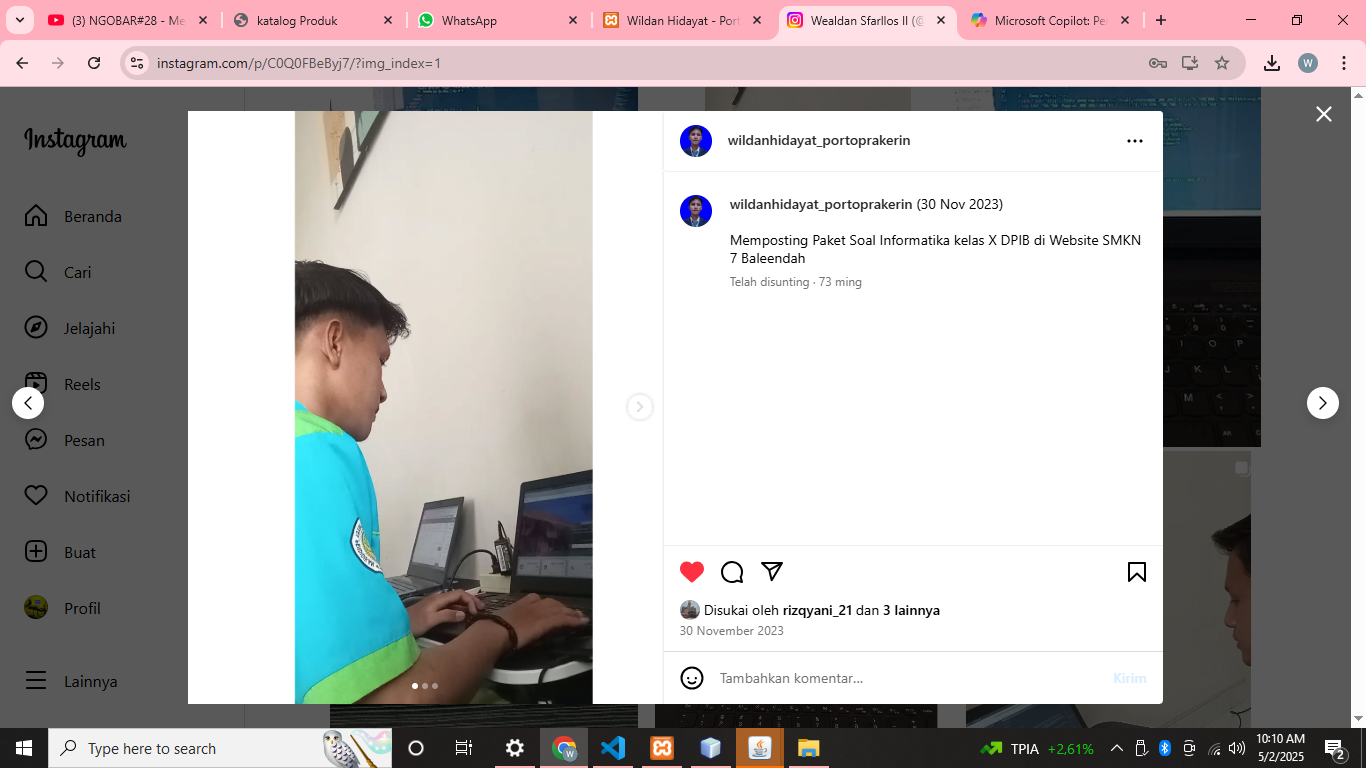 (3) NGOBAR#28 - Me
katalog Produk
WhatsApp
Wildan Hidayat - Port
Wealdan Sfarllos II (@
Microsoft Copilot: Pe
instagram.com/p/C0Q0FBeByj7/?img_index=1
W
Instagram
Beranda
Cari
Jelajahi
Reels
Pesan
Notifikasi
Buat
Profil
Lainnya
wildanhidayat_portoprakerin
wildanhidayat_portoprakerin (30 Nov 2023)
Memposting Paket Soal Informatika kelas X DPIB di Website SMKN
7 Baleendah
Telah disunting · 73 ming
Disukai oleh rizqyani_21 dan 3 lainnya
30 November 2023
Tambahkan komentar...
Kirim
Type here to search
TPIA +2,61%
10:10 AM
5/2/2025
2